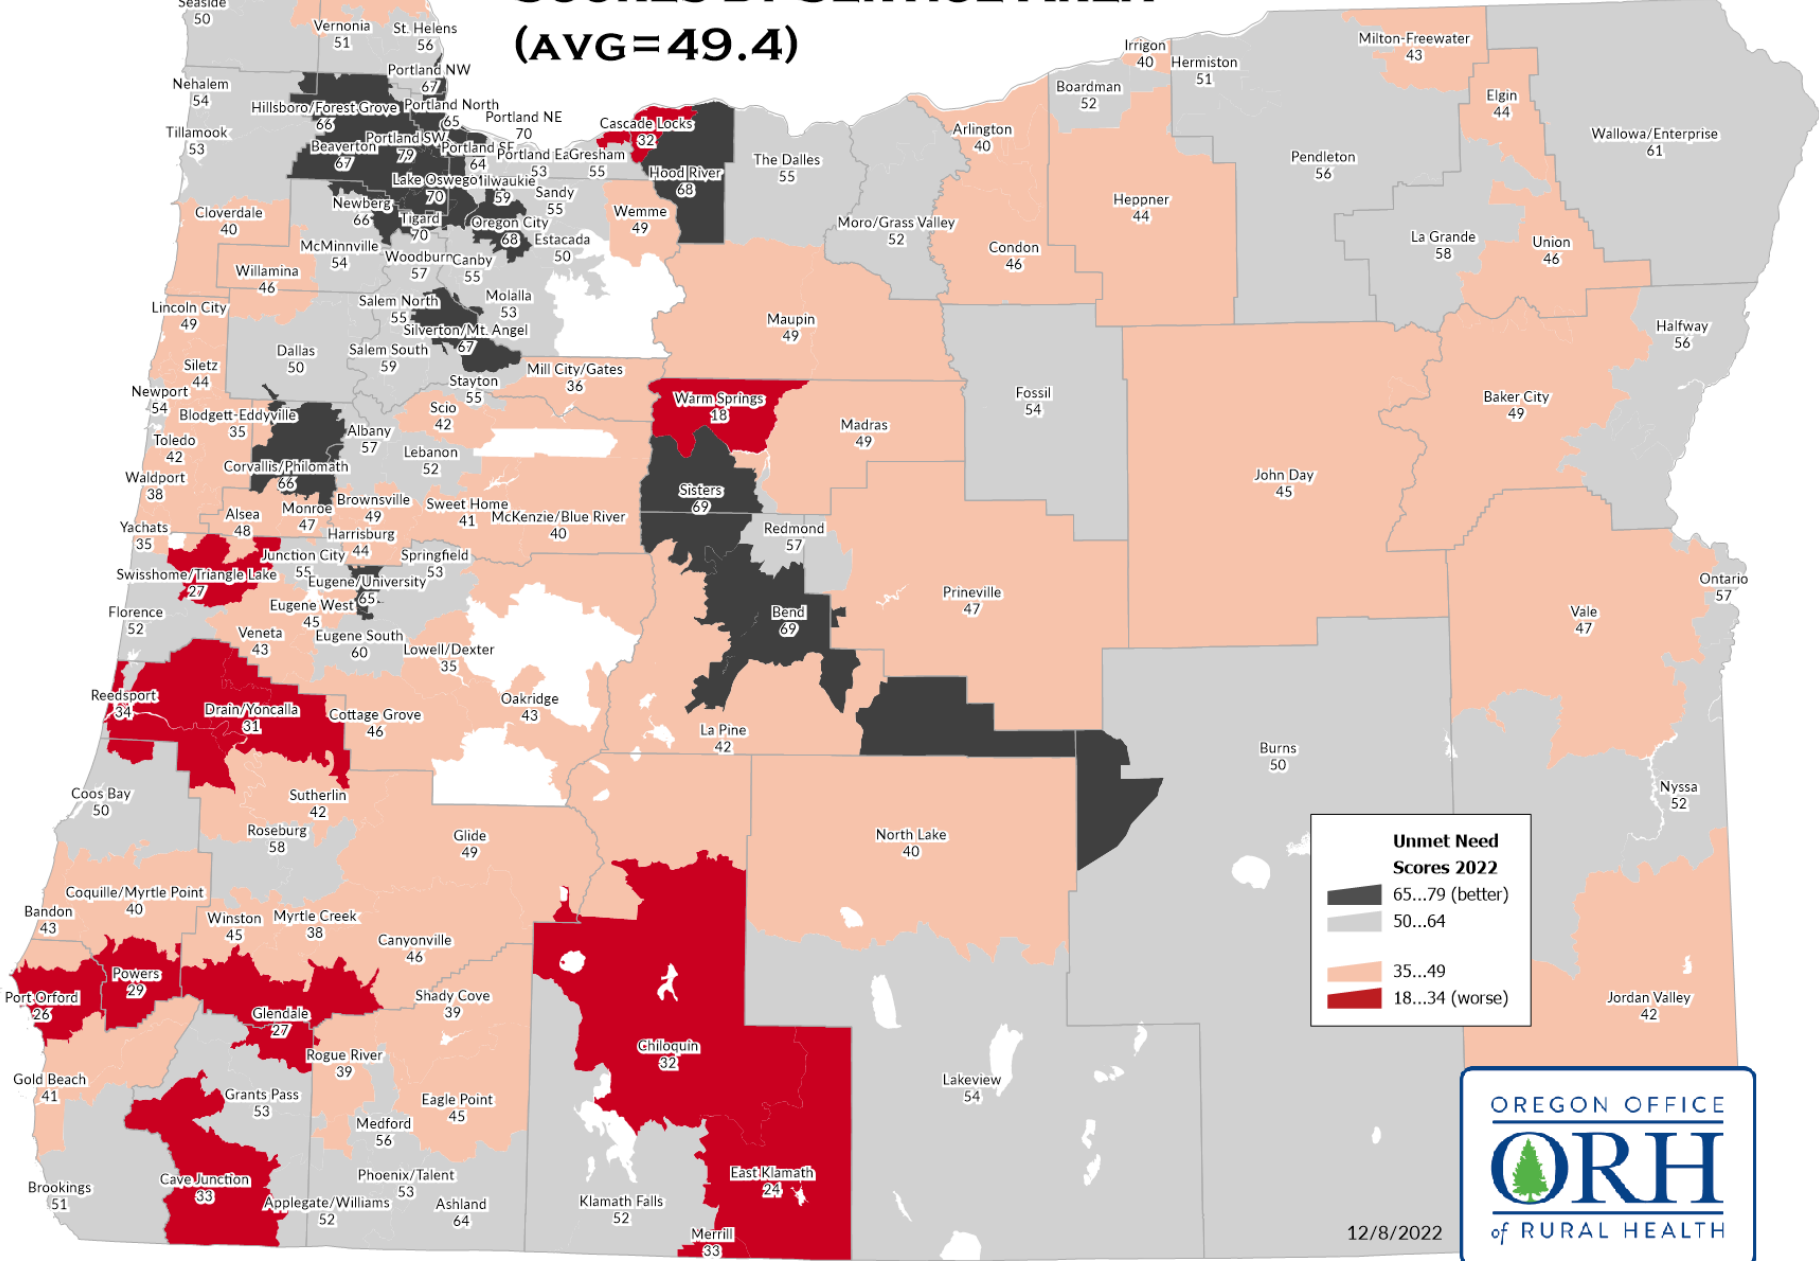 SCORES BY SERVICE AREA
(AVG=49.4)
Seaside
50
Vernonia
51
St. Helens
56
Nehalem
54
Portland NW
67
Hillsboro/Forest Grove
66
Portland North
65
Portland NE
70
Tillamook
53
Beaverton
67
Portland SW
79
Portland SE
64
Portland Ea
53
Gresham
55
Cascade Locks
32
Hood River
68
The Dalles
55
Moro/Grass Valley
52
Arlington
40
Condon
46
Irrigon
40
Boardman
52
Hermiston
51
Heppner
44
Milton-Freewater
43
Pendleton
56
Elgin
44
Wallowa/Enterprise
61
La Grande
58
Union
46
Cloverdale
40
Newberg
66
Lake Oswego
70
Milwaukie
59
Tigard
70
Oregon City
68
Sandy
55
Wemme
49
Estacada
50
McMinnville
54
Woodburn
57
Canby
55
Willamina
46
Lincoln City
49
Salem North
55
Molalla
53
Silverton/Mt. Angel
67
Maupin
49
Dallas
50
Salem South
59
Siletz
44
Stayton
55
Mill City/Gates
36
Newport
54
Blodgett-Eddyville
35
Scio
42
Albany
57
Warm Springs
18
Madras
49
Fossil
54
Halfway
56
Baker City
49
Toledo
42
Lebanon
52
Corvallis/Philomath
66
Waldport
38
Sisters
69
John Day
45
Alsea
48
Monroe
47
Brownsville
49
Sweet Home
41
McKenzie/Blue River
40
Yachats
35
Harrisburg
44
Redmond
57
Junction City
55
Springfield
53
Swisshome/Triangle Lake
27
Eugene/University
65
Eugene West
45
Florence
52
Bend
69
Prineville
47
Vale
47
Ontario
57
Veneta
43
Eugene South
60
Lowell/Dexter
35
Reedsport
34
Drain/Yoncalla
31
Cottage Grove
46
Oakridge
43
La Pine
42
Burns
50
Nyssa
52
Coos Bay
50
Sutherlin
42
Roseburg
58
Glide
49
North Lake
40
Unmet Need
Scores 2022
65...79 (better)
50...64
35...49
18...34 (worse)
Coquille/Myrtle Point
40
Bandon
43
Winston
45
Myrtle Creek
38
Canyonville
46
Powers
29
Port Orford
26
Glendale
27
Shady Cove
39
Jordan Valley
42
Chiloquin
32
Rogue River
39
Gold Beach
41
Grants Pass
53
Eagle Point
45
Lakeview
54
Medford
56
Brookings
51
Cave Junction
33
Phoenix/Talent
53
Applegate/Williams
52
Ashland
64
Klamath Falls
52
East Klamath
24
Merrill
33
12/8/2022
OREGON OFFICE
ORH
of RURAL HEALTH